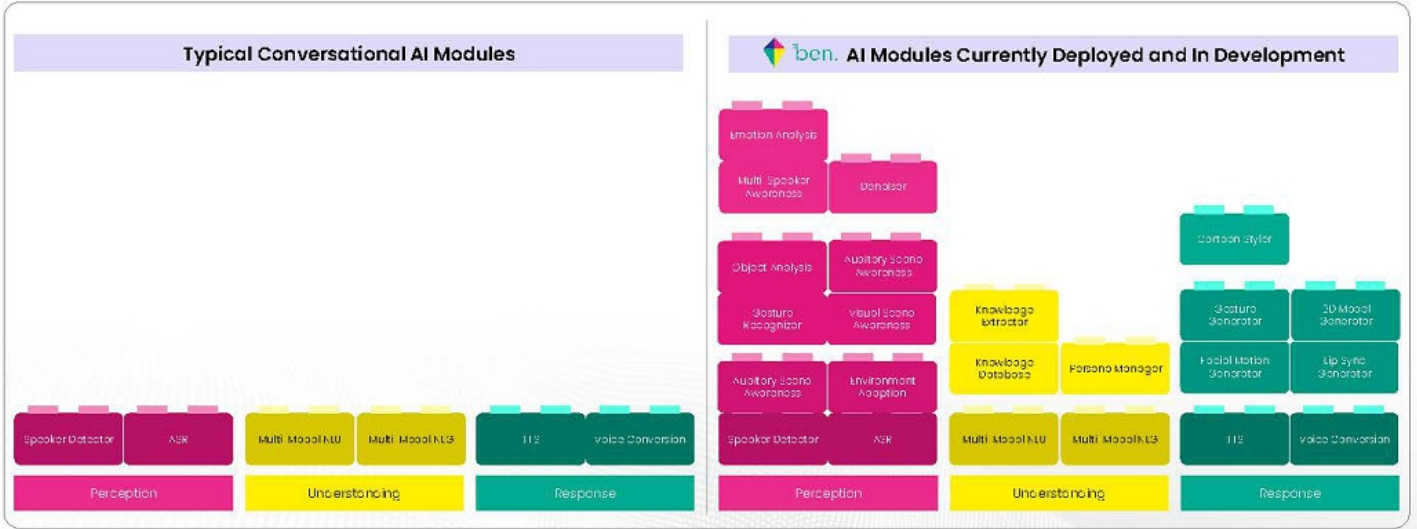 Typical Conversational AI Modules
Speaker Detector
ASR
Multi-Modal NLU
Multi-Modal NLG
TTS
Voice Conversion
Perception
Understanding
Response
ben. AI Modules Currently Deployed and In Development
Emotion Analysis
Multi-Speaker
Awareness
Denoiser
Object Analysis
Auditory Scene
Awareness
Gesture
Recognizer
Visual Scene
Awareness
Auditory Scene
Awareness
Environment
Adaption
Speaker Detector
ASR
Perception
Knowledge
Extractor
Knowledge
Database
Persona Manager
Multi-Modal NLU
Multi-Modal NLG
Understanding
Cartoon Styler
Gesture
Generator
Model
Generator
Facial Motion
Generator
Lip Sync
Generator
TTS
Voice Conversion
Response